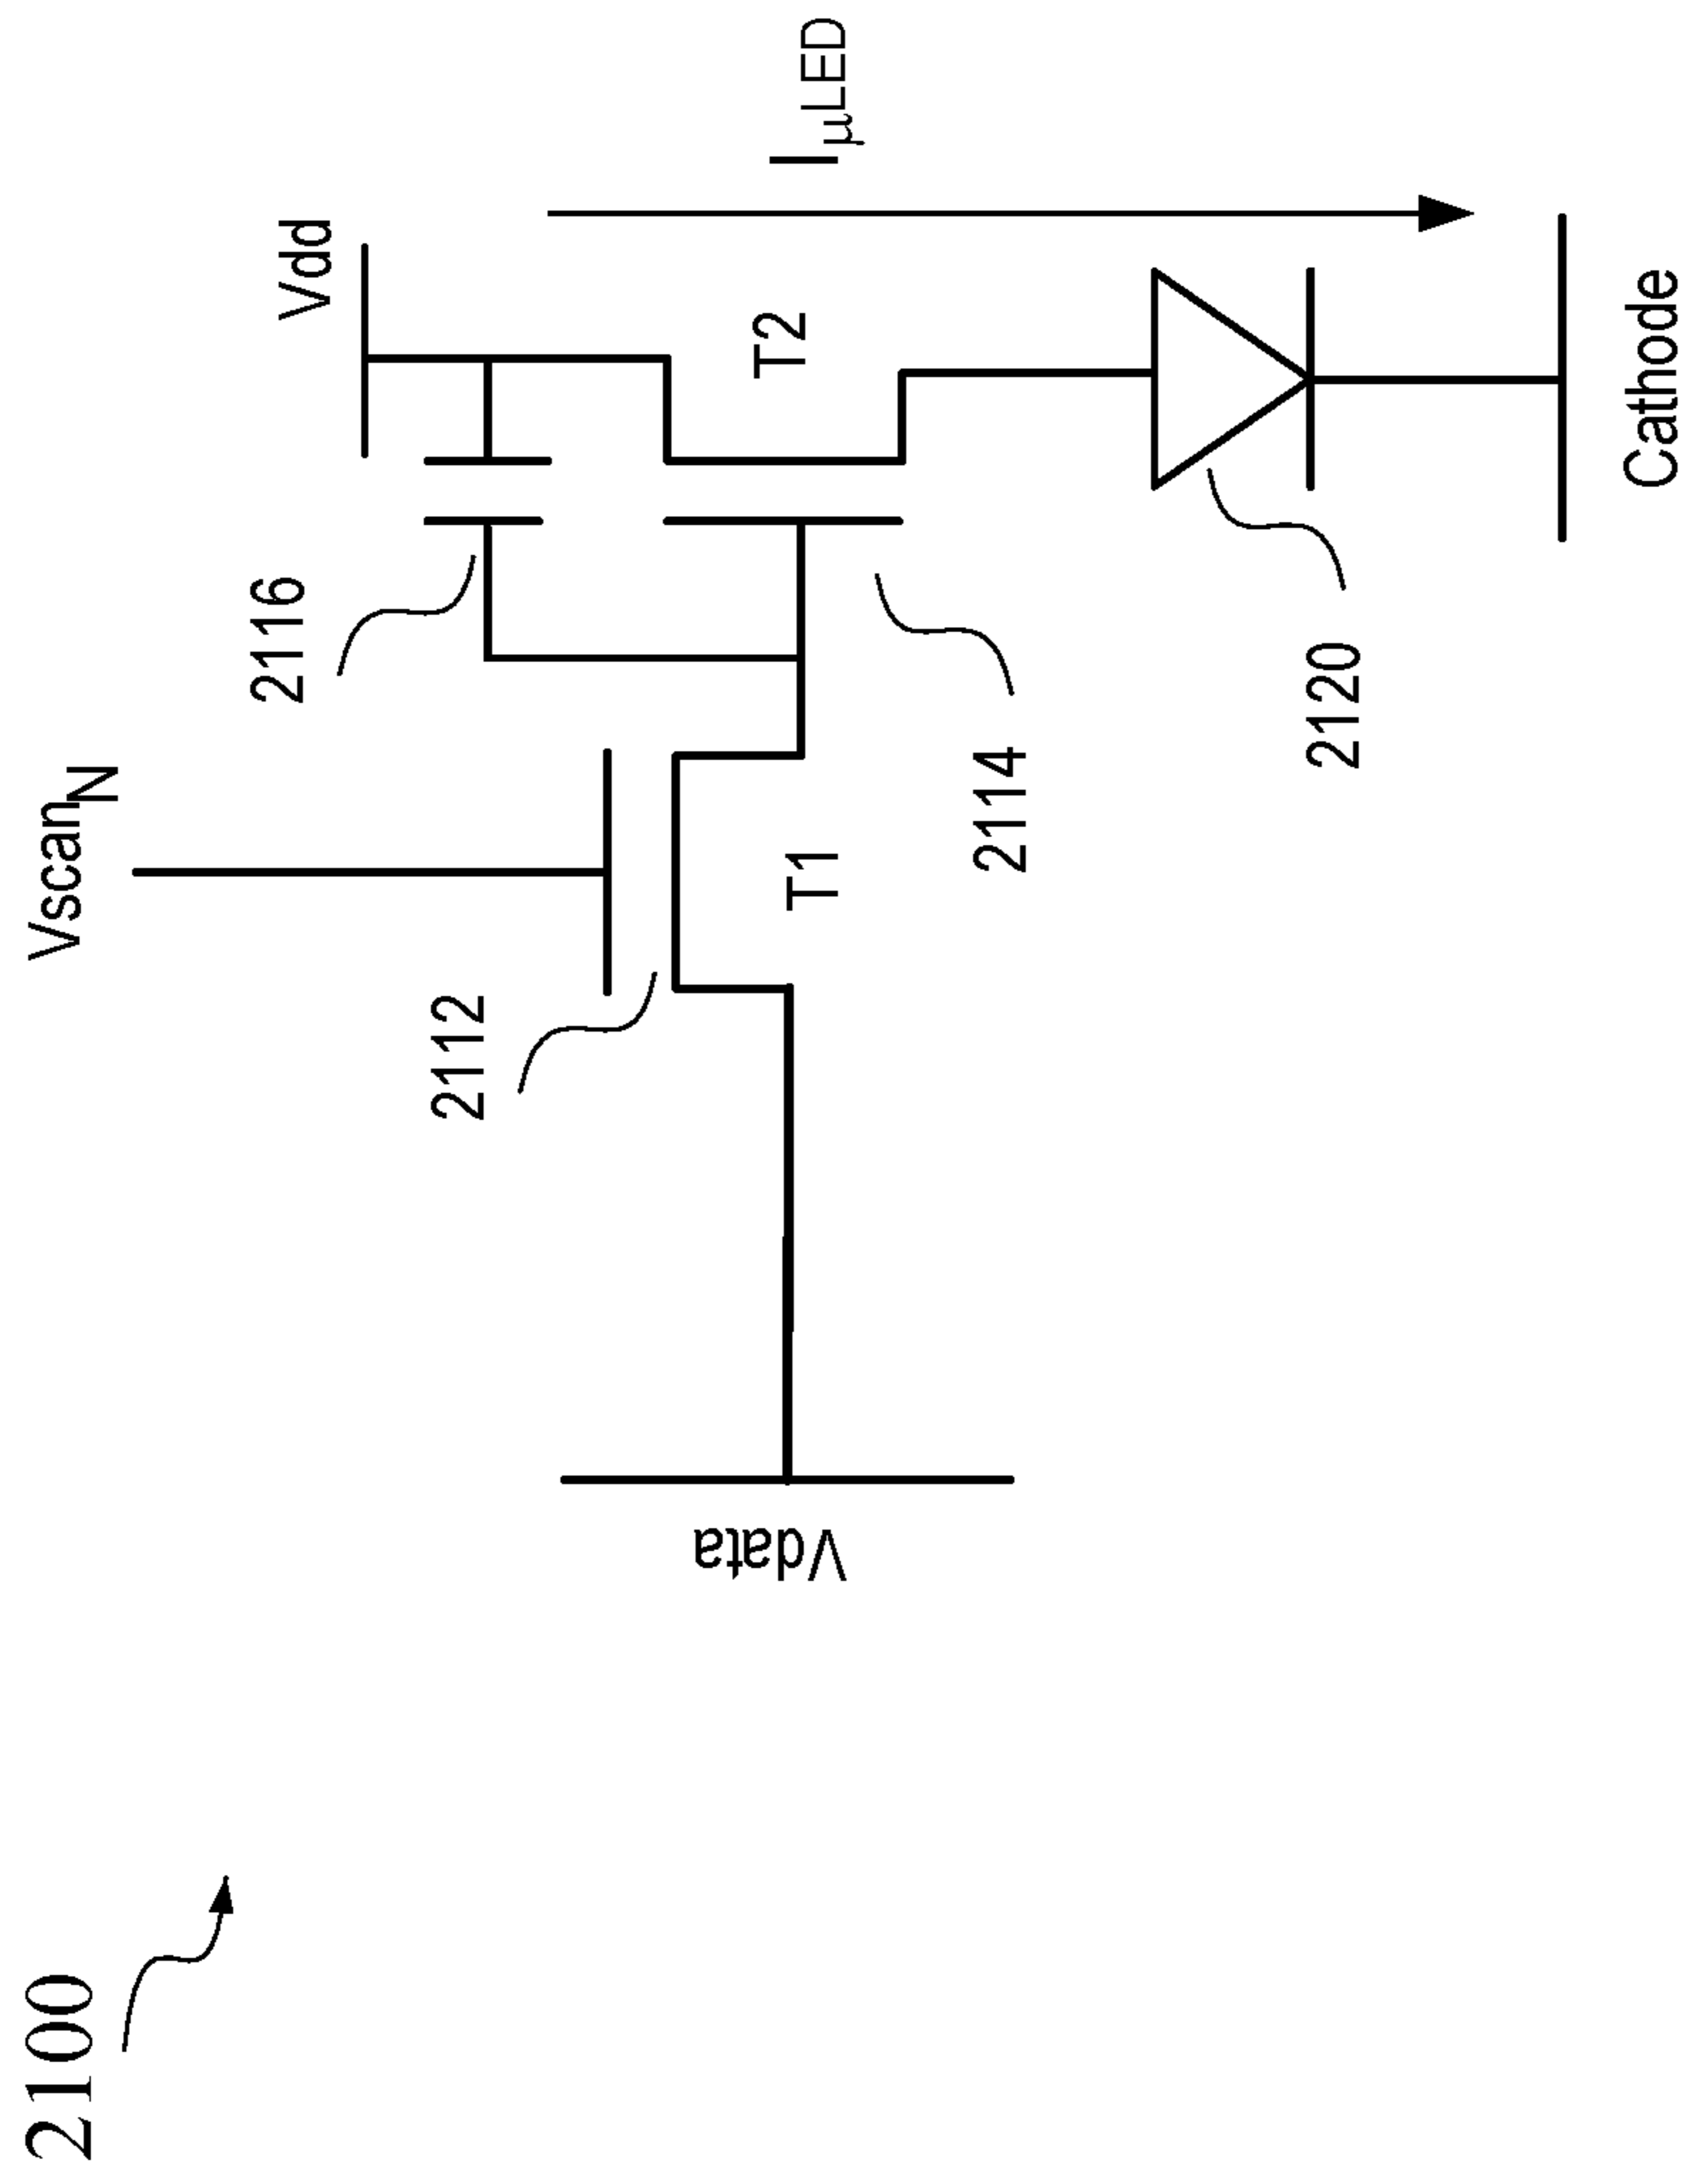 2100
Vscan_N
Vdd
I_μLED
2116
T2
2112
T1
2114
Vdata
2120
Cathode